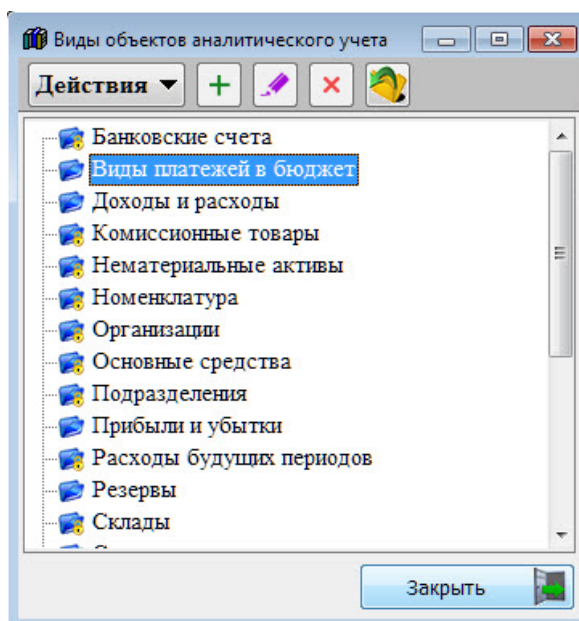 Виды объектов аналитического учета
Действия
Банковские счета
Виды платежей в бюджет
Доходы и расходы
Комиссионные товары
Нематериальные активы
Номенклатура
Организации
Основные средства
Подразделения
Прибыли и убытки
Расходы будущих периодов
Резервы
Склады
Закрыть